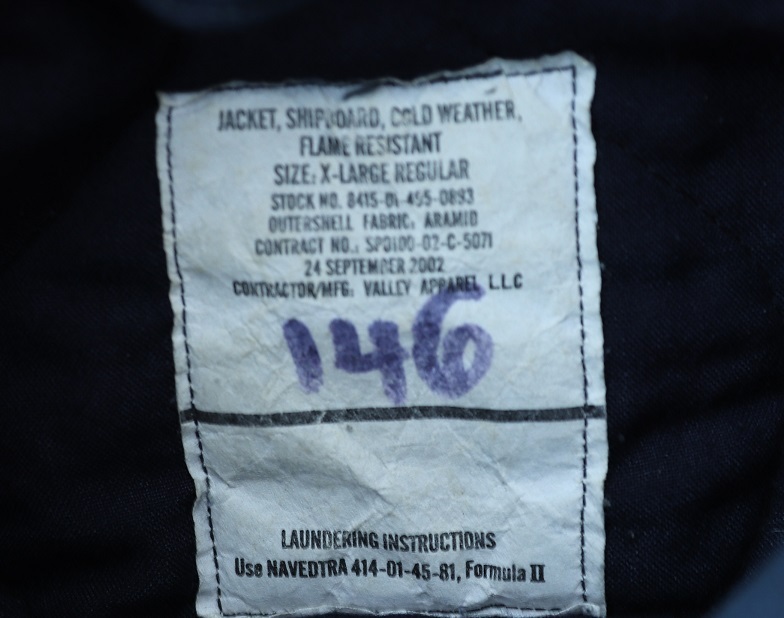 JACKET, SHIPBOARD, COLD WEATHER,
FLAME RESISTANT
SIZE: X-LARGE REGULAR
STOCK NO. 8415-01-455-0893
OUTERSHELL FABRIC: ARAMID
CONTRACT NO.: SPO100-02-C-5071
24 SEPTEMBER 2002
CONTRACTOR/MFG: VALLEY APPAREL L.L.C
146
LAUNDERING INSTRUCTIONS
Use NAVEDTRA 414-01-45-81, Formula II